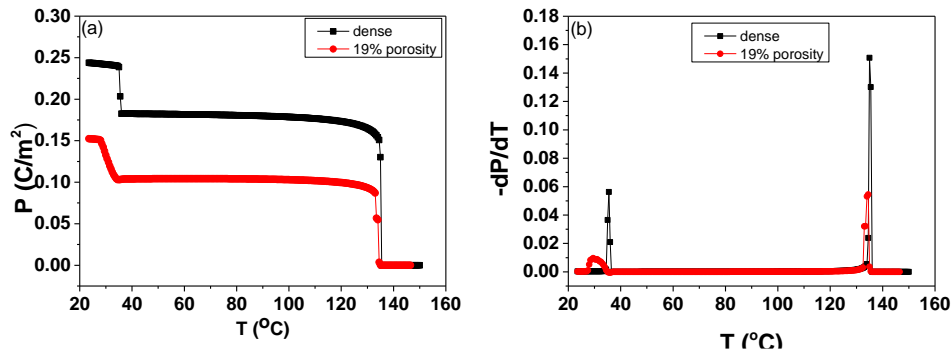 (a)
dense
19% porosity
0.30
0.25
0.20
0.15
0.10
0.05
0.00
P (C/m²)
20 40 60 80 100 120 140 160
T (ᴼC)
(b)
dense
19% porosity
0.18
0.16
0.14
0.12
0.10
0.08
0.06
0.04
0.02
0.00
-dP/dT
20 40 60 80 100 120 140 160
T (°C)